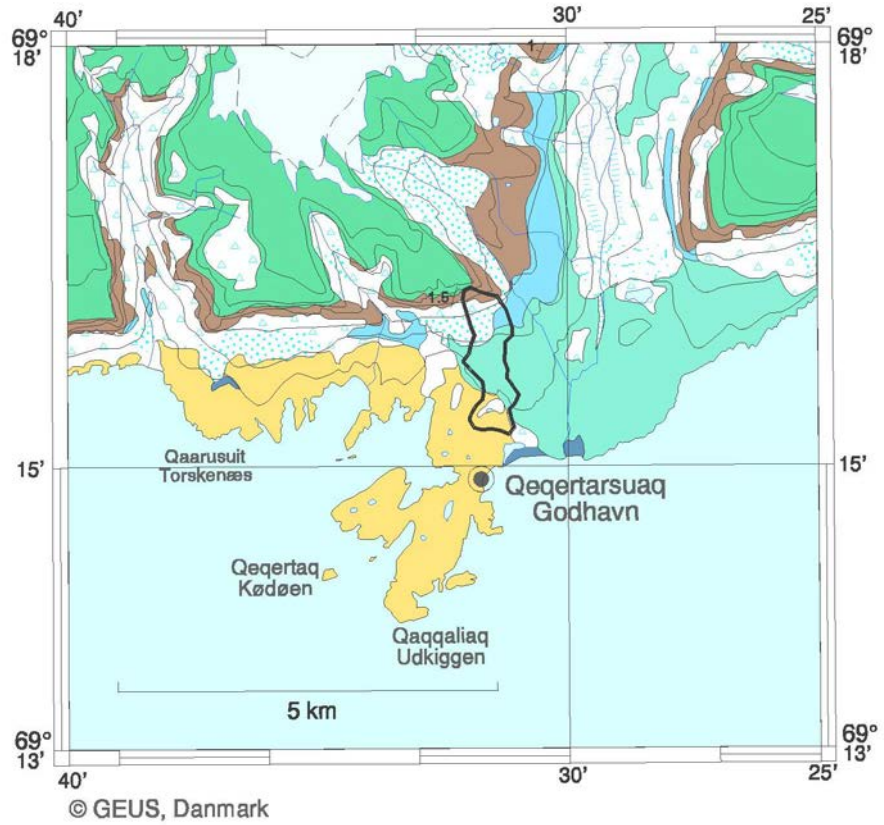 40'
30'
25'
69°
18'
69°
18'
1
1.5
15'
15'
Qaarusuit
Torskenæs
Qeqertarsuaq
Godhavn
Qeqertaq
Kødøen
Qaqqaliaq
Udkiggen
5 km
69°
13'
69°
13'
40'
30'
25'
© GEUS, Danmark